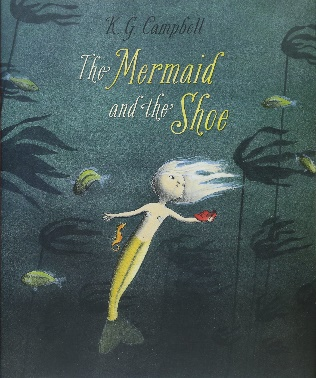 K. G. Campbell
The Mermaid
and the Shoe